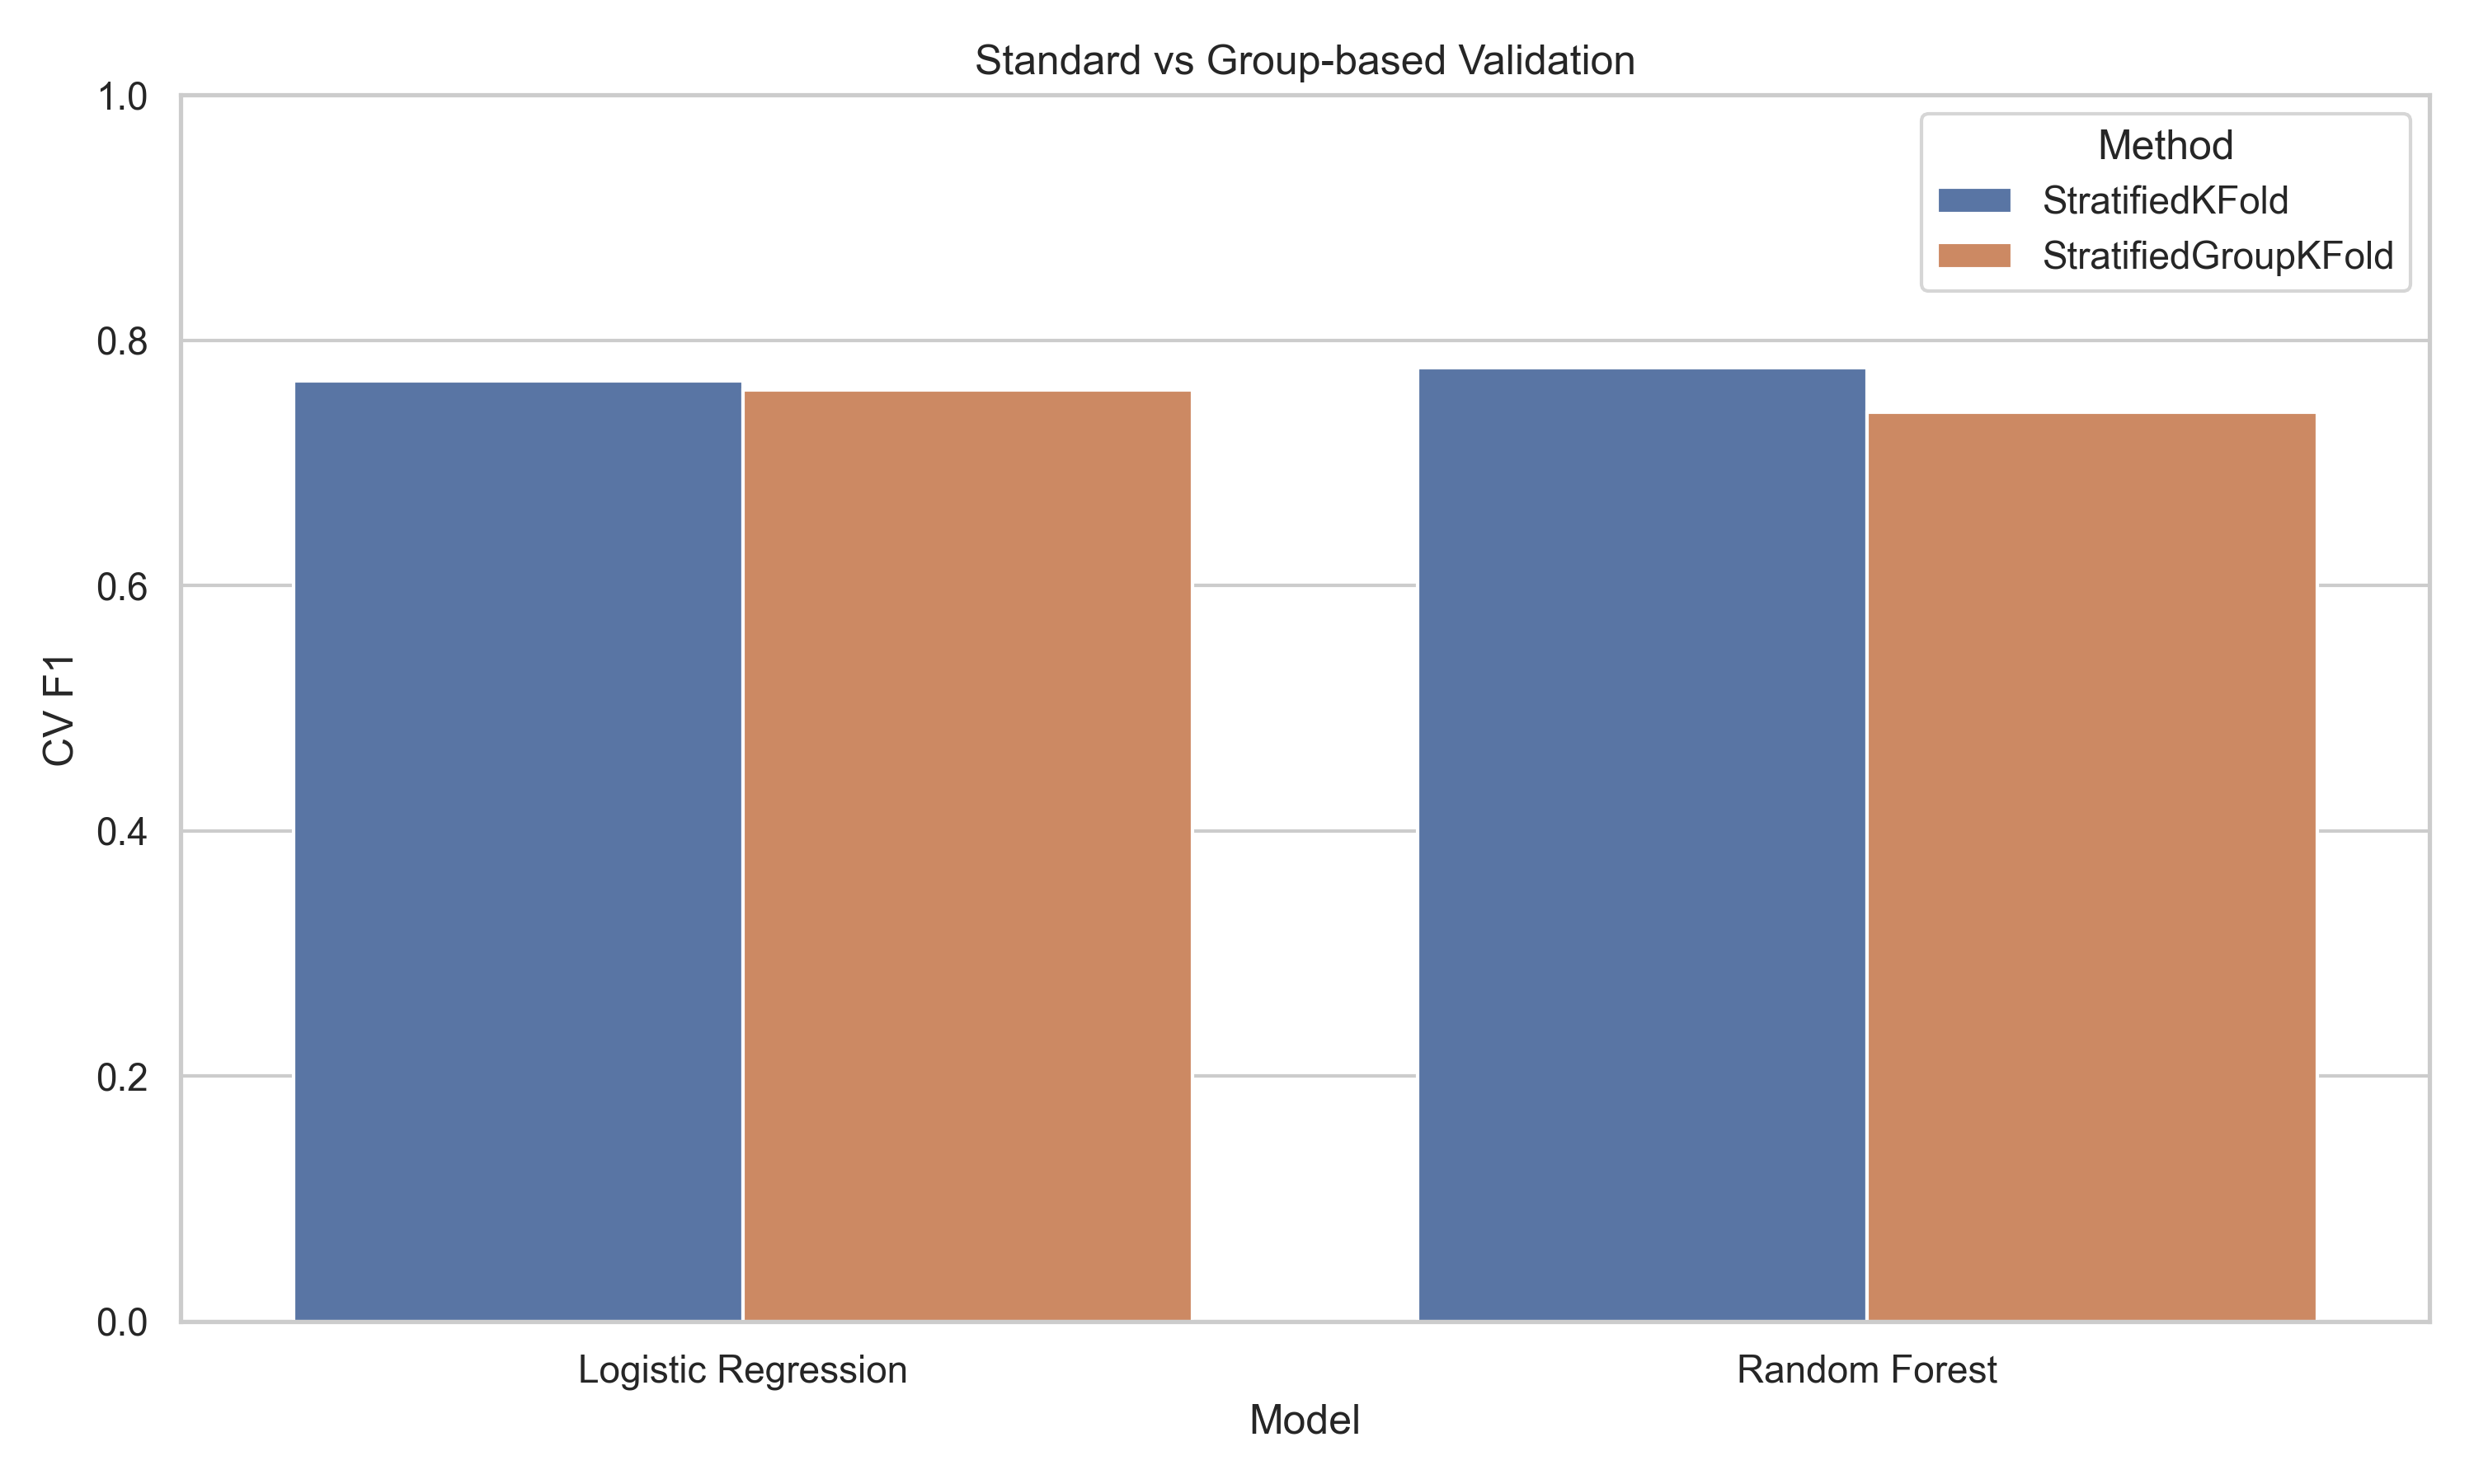 Standard vs Group-based Validation
1.0
0.8
0.6
0.4
0.2
0.0
CV F1
Method
StratifiedKFold
StratifiedGroupKFold
Logistic Regression
Random Forest
Model